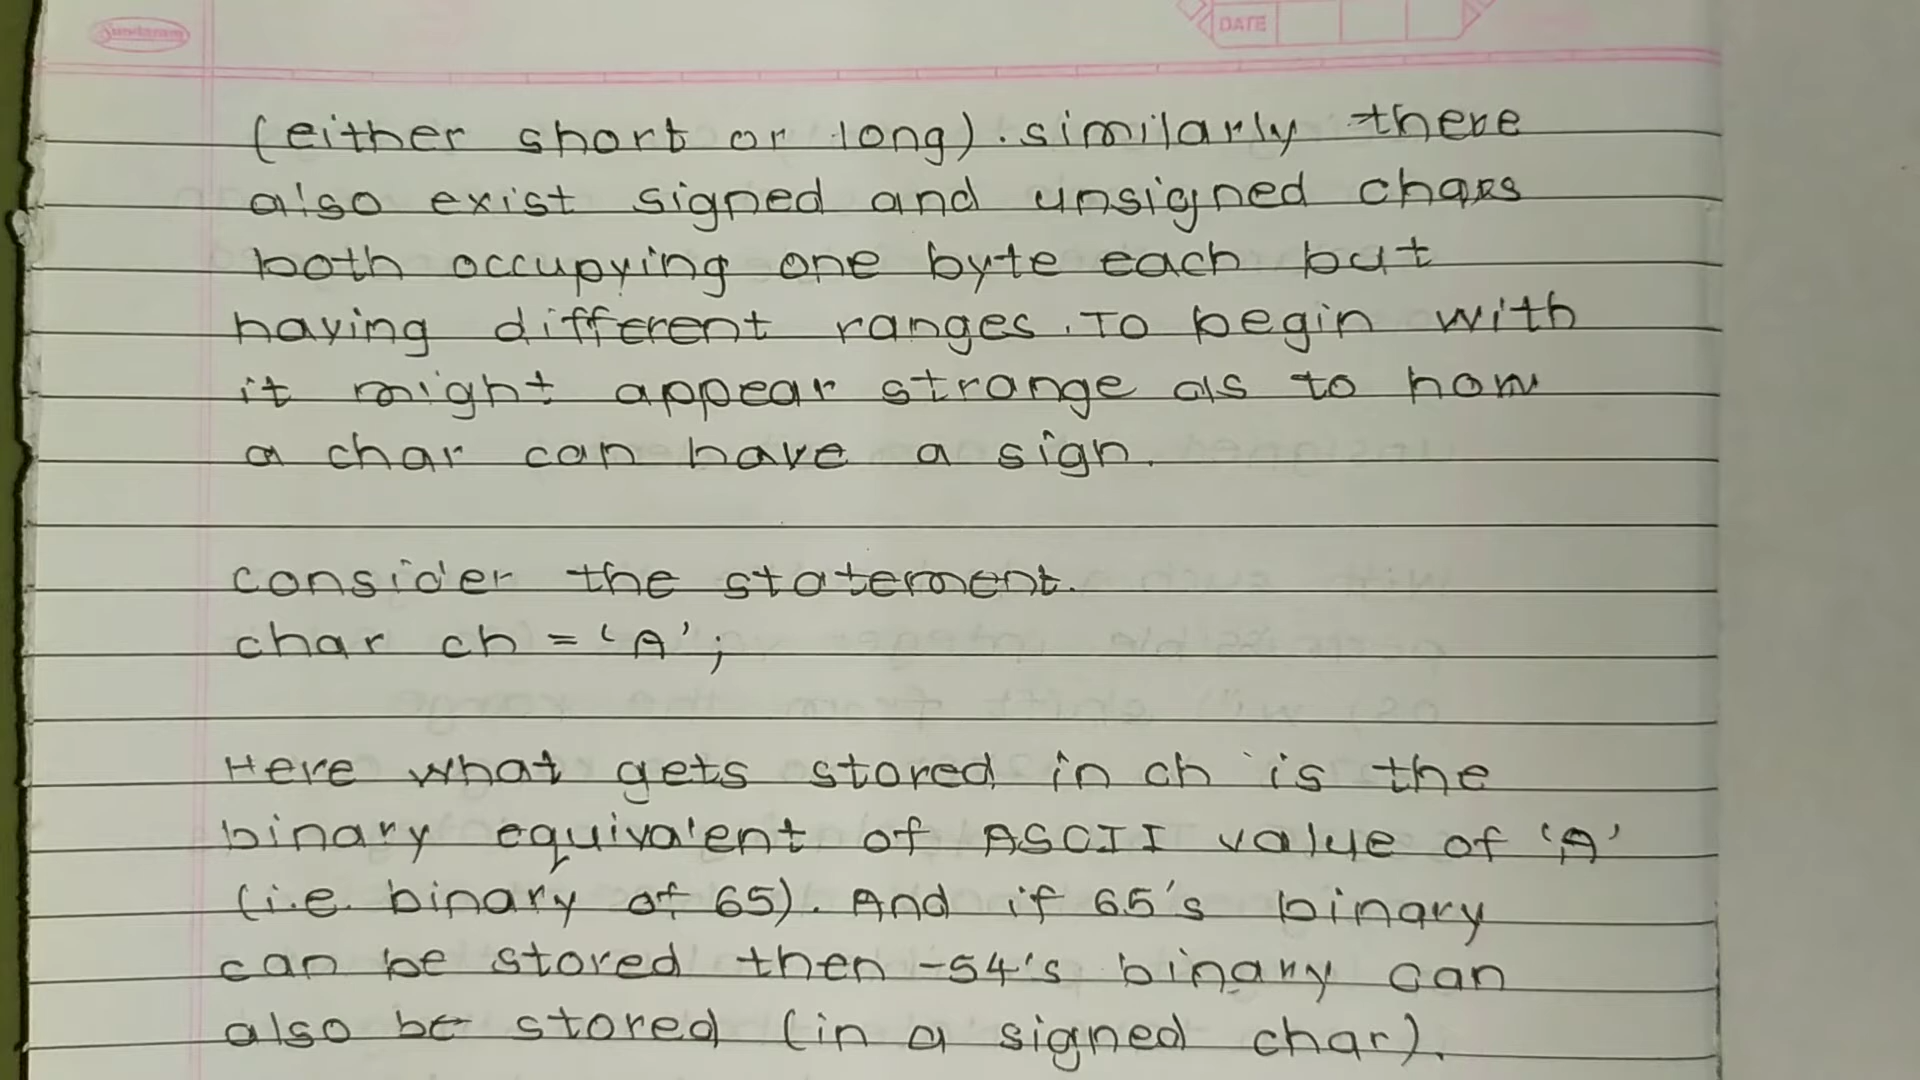 Sundaram
DATE
(either short or long). similarly there
also exist signed and unsigned chars
both occupying one byte each but
having different ranges. To begin with
it might appear strange as to how
a char can have a sign.
consider the statement.
char ch = 'A';
Here what gets stored in ch is the
binary equivalent of ASCII value of 'A'
(i.e. binary of 65). And if 65's binary
can be stored then -54's binary can
also be stored (in a signed char).